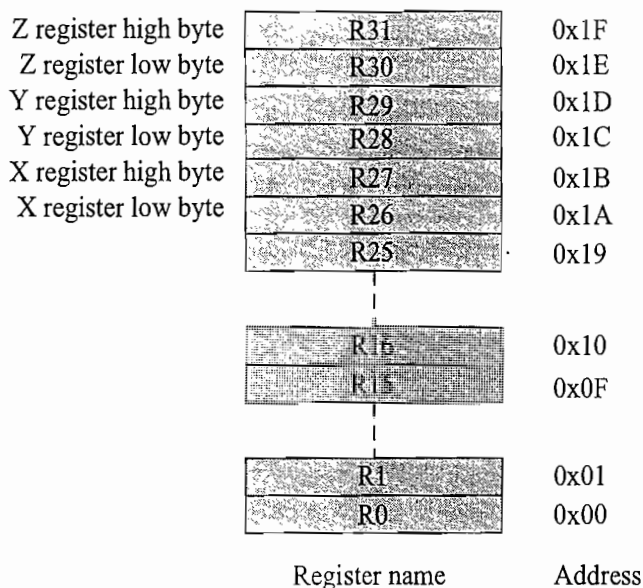 Z register high byte R31 0x1F
Z register low byte R30 0x1E
Y register high byte R29 0x1D
Y register low byte R28 0x1C
X register high byte R27 0x1B
X register low byte R26 0x1A
R25 0x19
R16 0x10
R15 0x0F
R1 0x01
R0 0x00
Register name Address